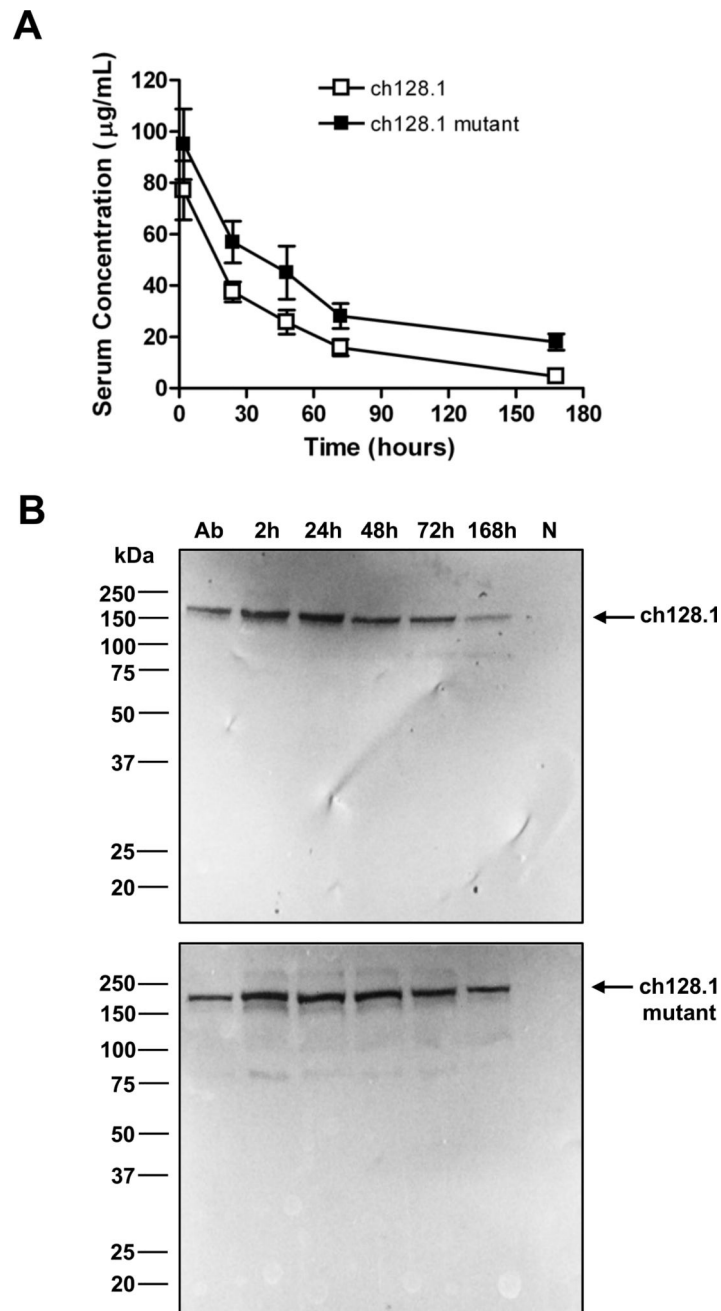 A
Serum Concentration (μg/mL)
120
100
80
60
40
20
0
ch128.1
ch128.1 mutant
0 30 60 90 120 150 180
Time (hours)
B
Ab 2h 24h 48h 72h 168h N
kDa
250
150
100
75
50
37
25
20
ch128.1
250
150
100
75
50
37
25
20
ch128.1
mutant